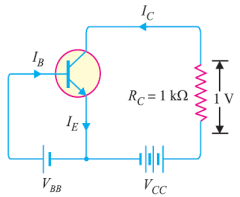 I_C
I_B
R_C = 1 kΩ
1 V
I_E
V_BB
V_CC